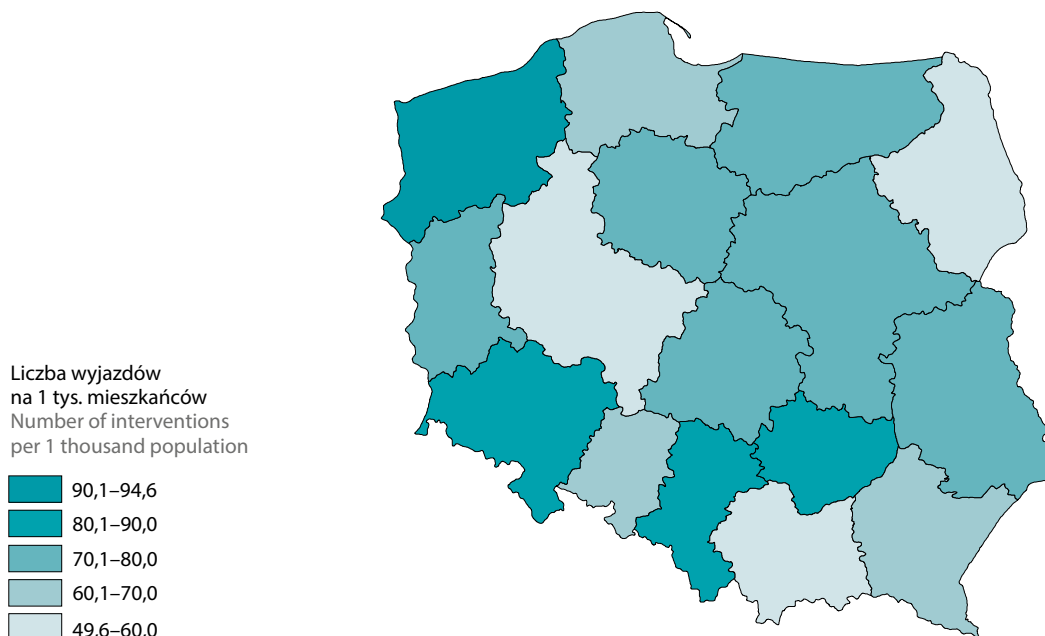 Liczba wyjazdów
na 1 tys. mieszkańców
Number of interventions
per 1 thousand population
90,1–94,6
80,1–90,0
70,1–80,0
60,1–70,0
49,6–60,0